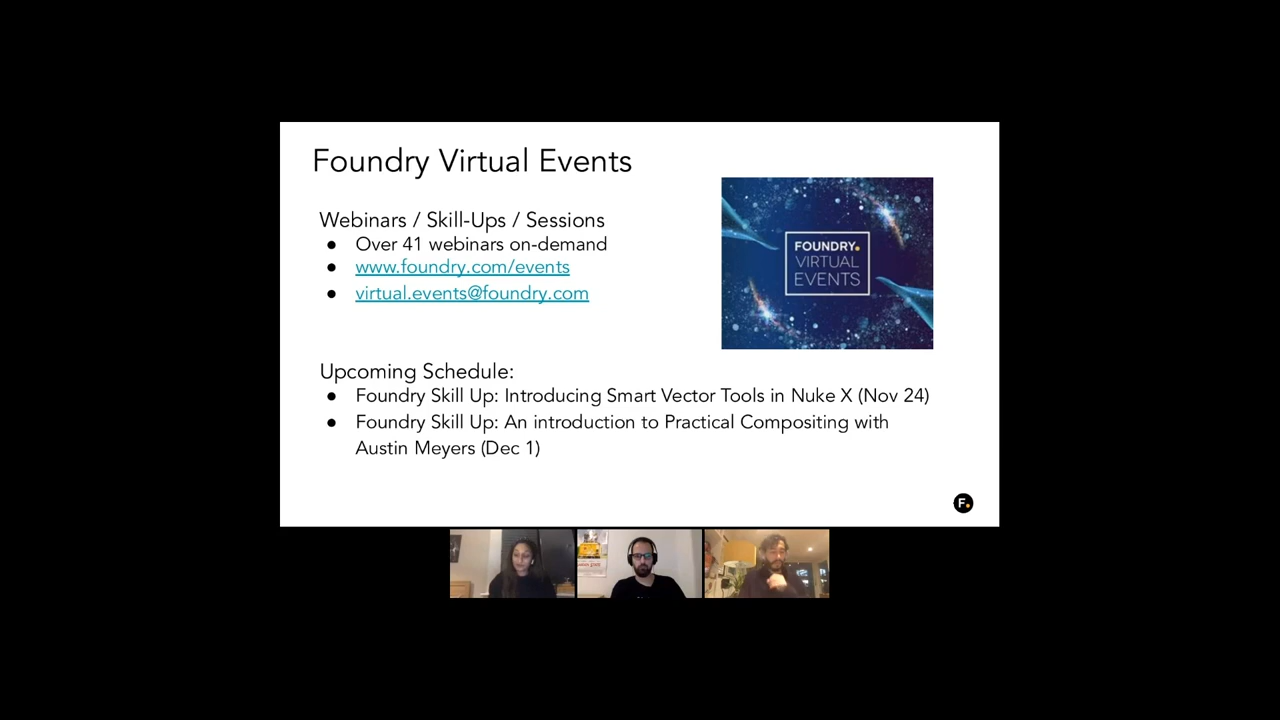 Foundry Virtual Events
Webinars / Skill-Ups / Sessions
● Over 41 webinars on-demand
● www.foundry.com/events
● virtual.events@foundry.com
FOUNDRY.
VIRTUAL
EVENTS
Upcoming Schedule:
● Foundry Skill Up: Introducing Smart Vector Tools in Nuke X (Nov 24)
● Foundry Skill Up: An introduction to Practical Compositing with
Austin Meyers (Dec 1)
F.